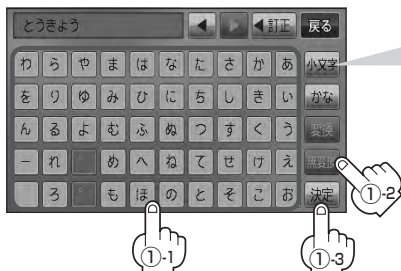 とうきょう ◀ ▶ ◀訂正 戻る
わ ら や ま は な た さ か あ 小文字
を り ゆ み ひ に ち し き い かな
ん る よ む ふ ぬ つ す く う 変換
ー れ ゛ め へ ね て せ け え 無変換
ろ ゜ も ほ の と そ こ お 決定
①-2
①-1 ①-3